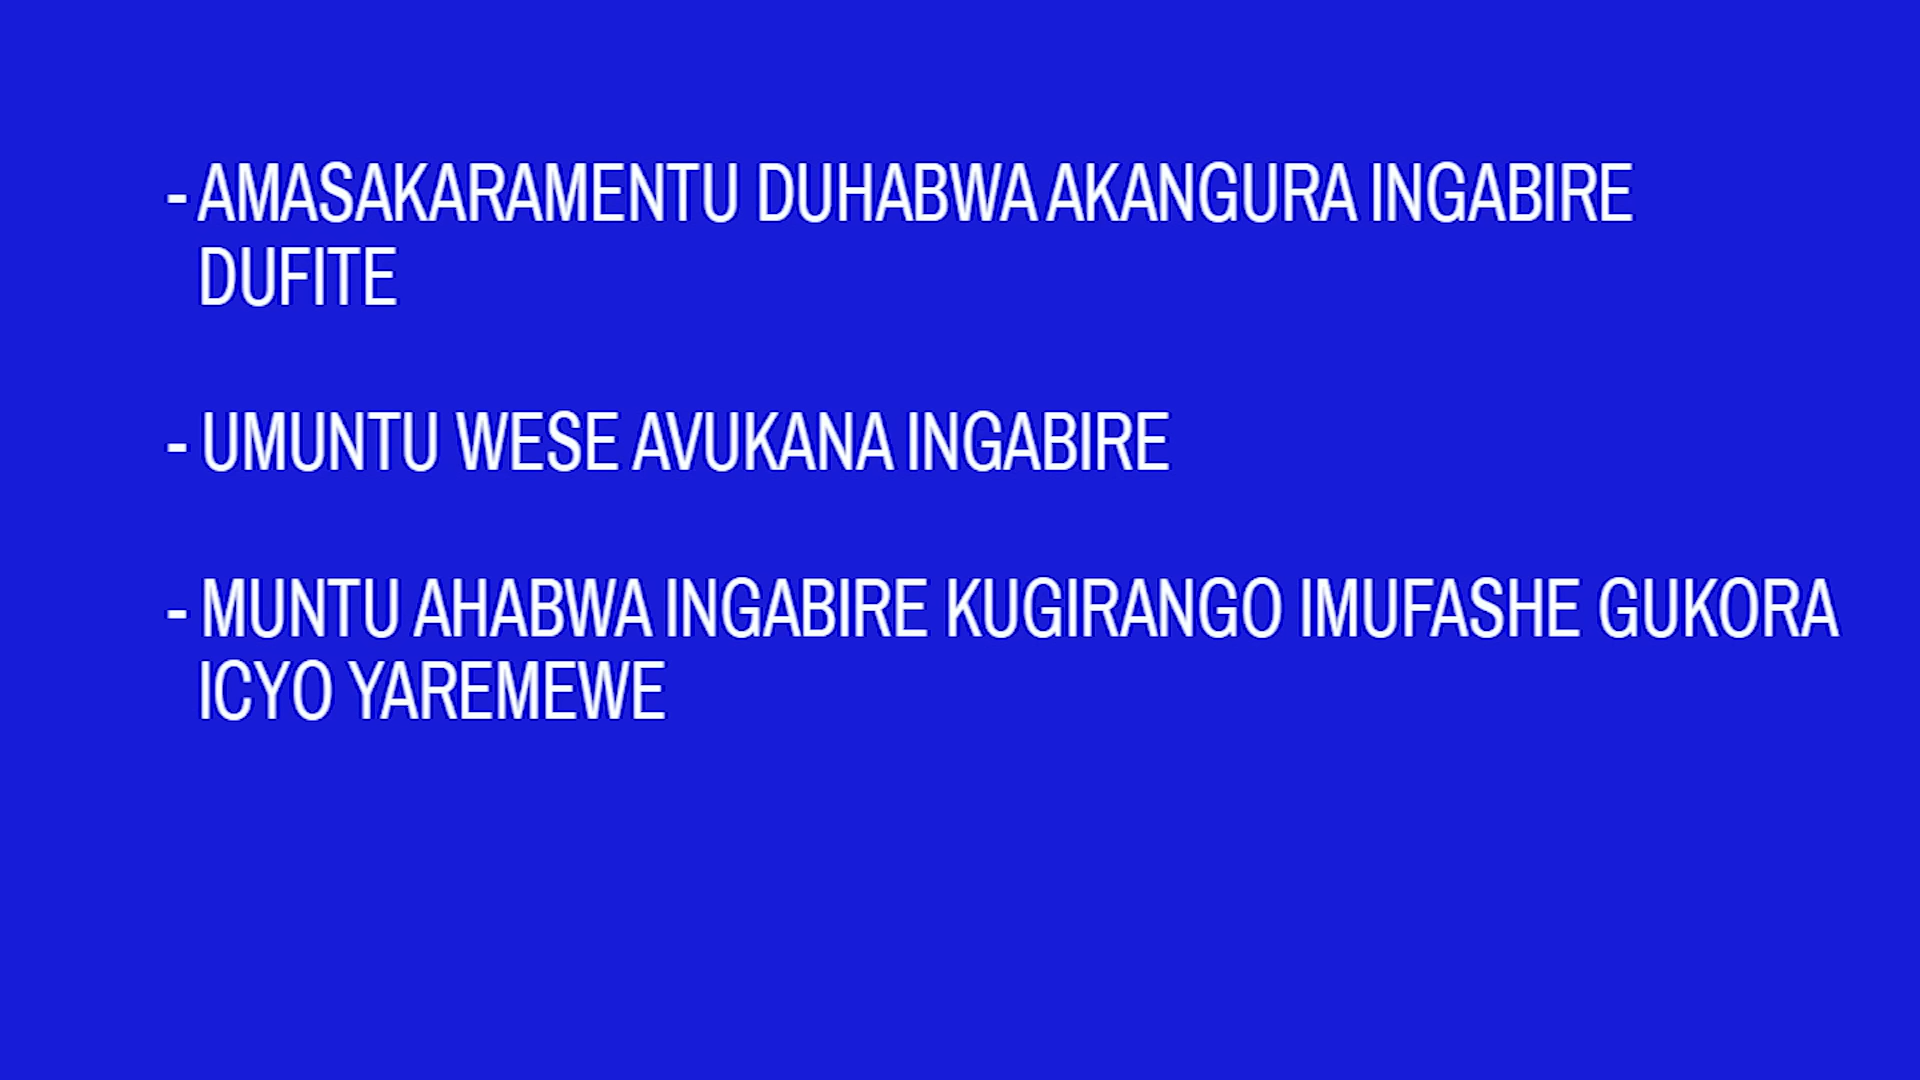 - AMASAKARAMENTU DUHABWA AKANGURA INGABIRE
DUFITE
- UMUNTU WESE AVUKANA INGABIRE
- MUNTU AHABWA INGABIRE KUGIRANGO IMUFASHE GUKORA
ICYO YAREMEWE